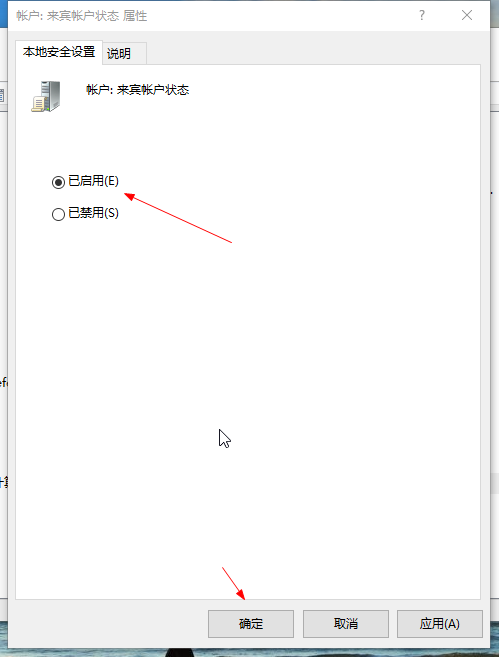 帐户: 来宾帐户状态 属性
本地安全设置 说明
帐户: 来宾帐户状态
已启用(E)
已禁用(S)
确定 取消 应用(A)